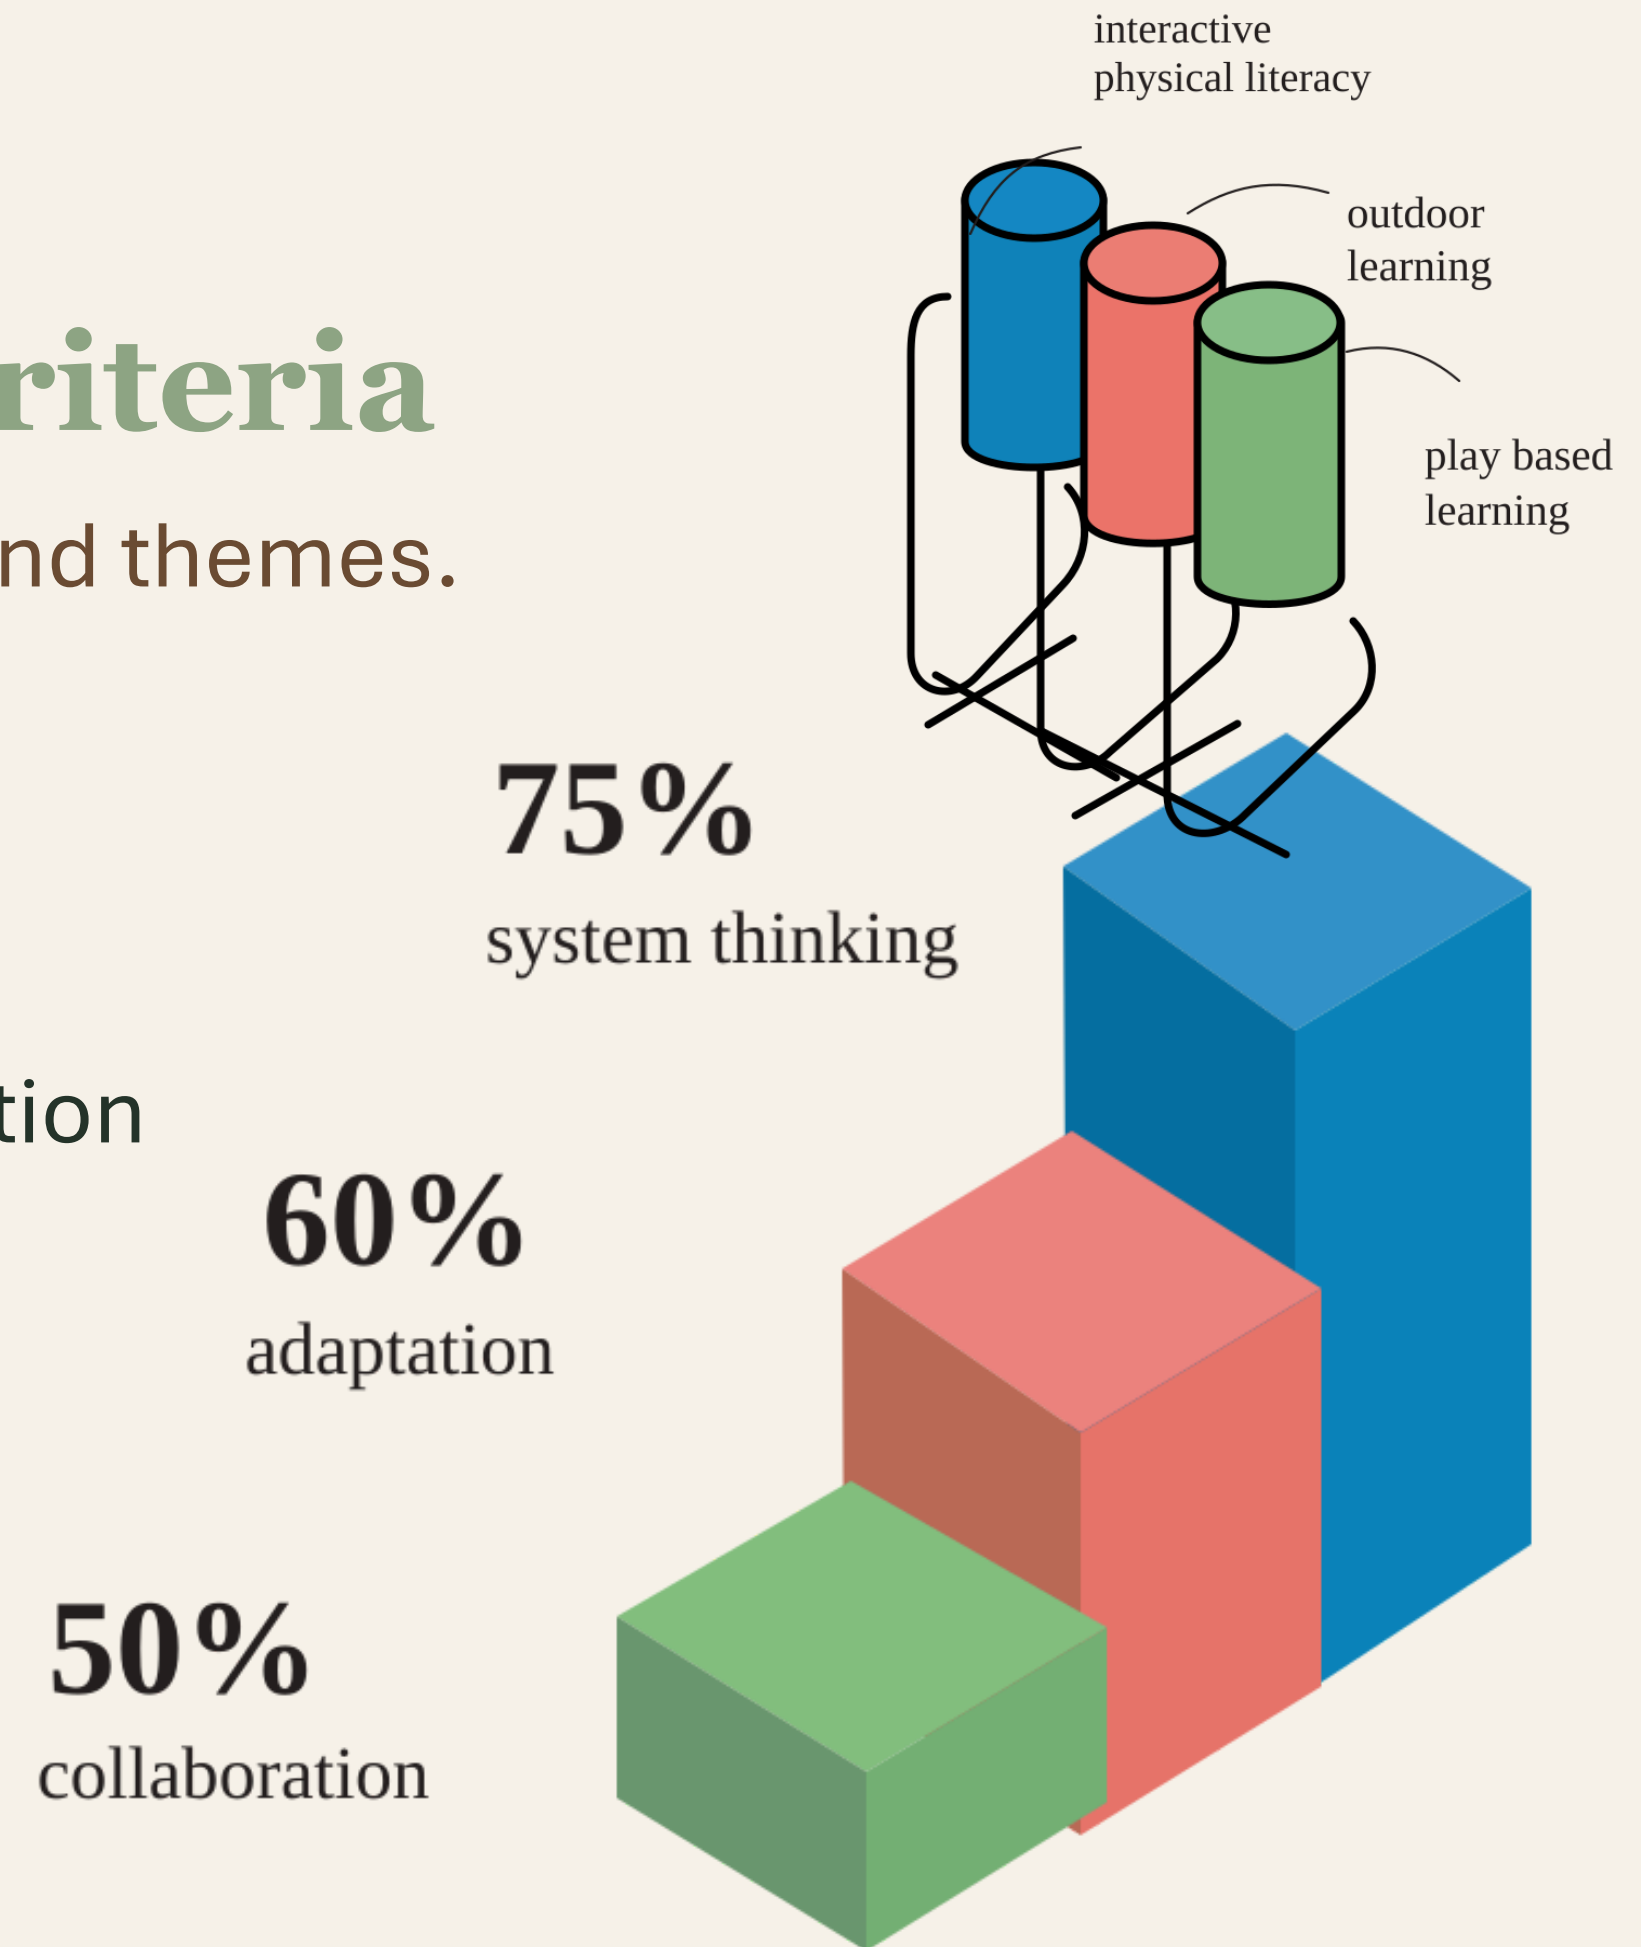 interactive
physical literacy
outdoor
learning
riteria
play based
learning
nd themes.
75%
system thinking
tion
60%
adaptation
50%
collaboration